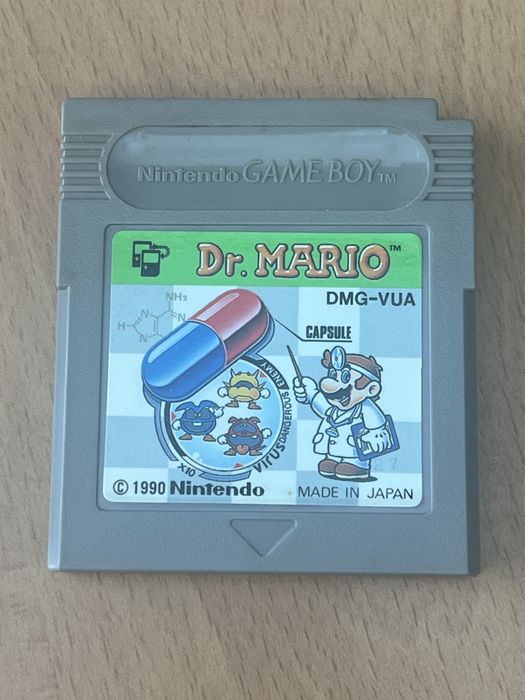 Nintendo GAME BOY TM
Dr. MARIO TM
DMG-VUA
NH₂
N
N
H
N
CAPSULE
VIRUS DANGEROUS ENEMY
X10
© 1990 Nintendo
MADE IN JAPAN